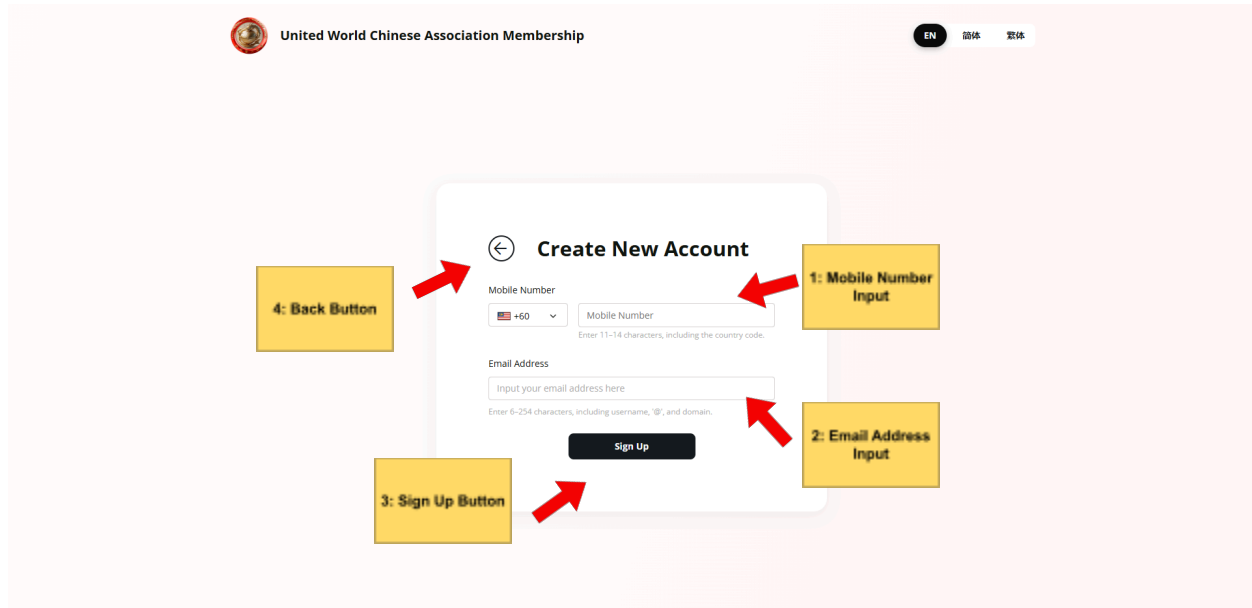 United World Chinese Association Membership
EN 简体 繁体
Create New Account
4: Back Button
1: Mobile Number
Input
Mobile Number
+60
Mobile Number
Enter 11–14 characters, including the country code.
Email Address
Input your email address here
Enter 6–254 characters, including username, '@', and domain.
2: Email Address
Input
Sign Up
3: Sign Up Button